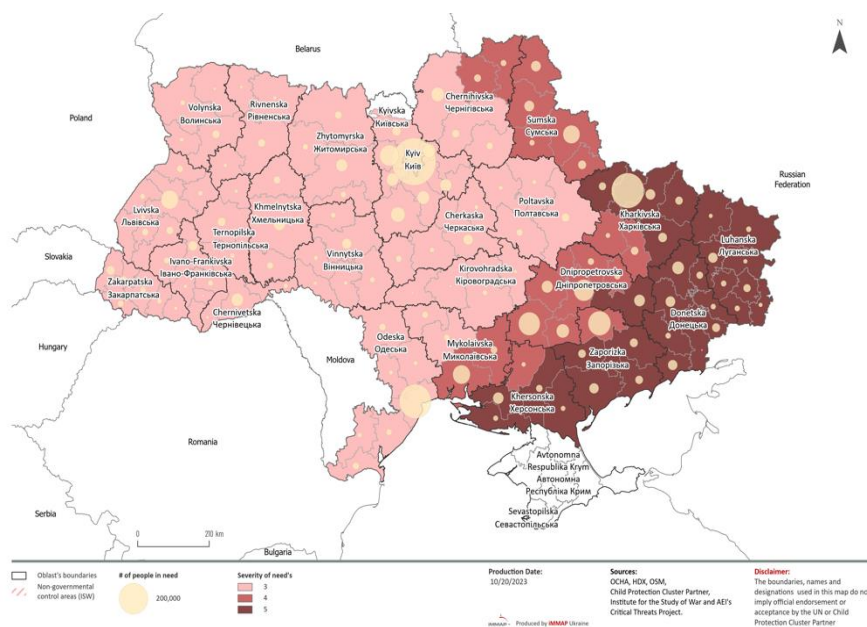 Belarus
N
Poland
Volynska
Волинська
Rivnenska
Рівненська
Zhytomyrska
Житомирська
Kyivska
Київська
Kyiv
Київ
Chernihivska
Чернігівська
Sumska
Сумська
Russian
Federation
Lvivska
Львівська
Ternopilska
Тернопільська
Khmelnytska
Хмельницька
Poltavska
Полтавська
Kharkivska
Харківська
Luhanska
Луганська
Cherkaska
Черкаська
Vinnytska
Вінницька
Slovakia
Ivano-Frankivska
Івано-Франківська
Zakarpatska
Закарпатська
Chernivetska
Чернівецька
Kirovohradska
Кіровоградська
Dnipropetrovska
Дніпропетровська
Donetska
Донецька
Hungary
Moldova
Odeska
Одеська
Mykolaivska
Миколаївська
Zaporizka
Запорізька
Khersonska
Херсонська
Romania
Avtonomna
Respublika Krym
Автономна
Республіка Крим
Sevastopilska
Севастопільська
Serbia
Bulgaria
0 210 km
Oblast's boundaries
Non-governmental
control areas (ISW)
# of people in need
200,000
Severity of need's
3
4
5
Production Date:
10/20/2023
IMMAP
Produced by IMMAP Ukraine
Sources:
OCHA, HDX, OSM,
Child Protection Cluster Partner,
Institute for the Study of War and AEI's
Critical Threats Project.
Disclaimer:
The boundaries, names and
designations used in this map do no
imply official endorsement or
acceptance by the UN or Child
Protection Cluster Partner